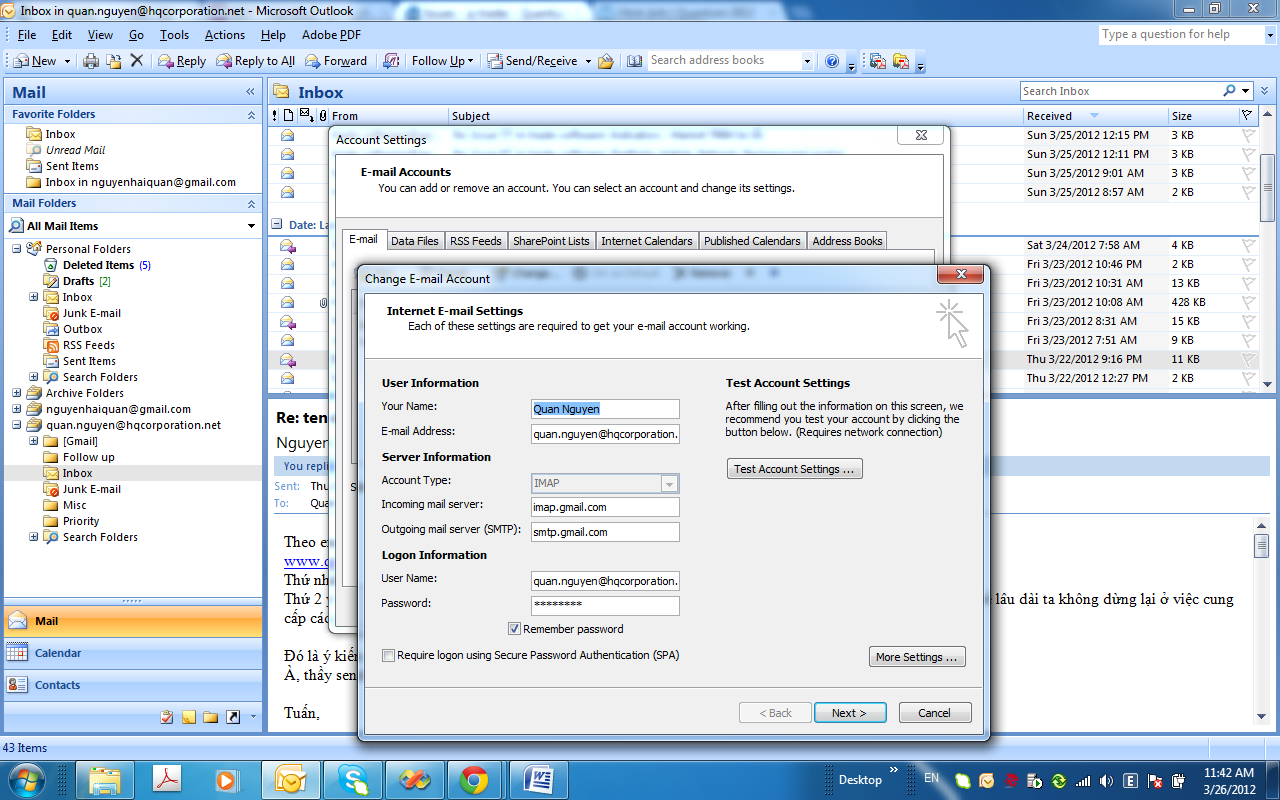 Inbox in quan.nguyen@hqcorporation.net - Microsoft Outlook
File Edit View Go Tools Actions Help Adobe PDF
Type a question for help
New Reply Reply to All Forward Follow Up Send/Receive Search address books
Mail
Favorite Folders
Inbox
Unread Mail
Sent Items
Inbox in nguyenhaiquan@gmail.com
Mail Folders
All Mail Items
Personal Folders
Deleted Items (5)
Drafts [2]
Inbox
Junk E-mail
Outbox
RSS Feeds
Sent Items
Search Folders
Archive Folders
nguyenhaiquan@gmail.com
quan.nguyen@hqcorporation.net
[Gmail]
Follow up
Inbox
Junk E-mail
Misc
Priority
Search Folders
Mail
Calendar
Contacts
43 Items
Inbox
Search Inbox
From Subject Received Size
Sun 3/25/2012 12:15 PM 3 KB
Sun 3/25/2012 12:11 PM 3 KB
Sun 3/25/2012 9:01 AM 3 KB
Sun 3/25/2012 8:57 AM 2 KB
Date: La
Sat 3/24/2012 7:58 AM 4 KB
Fri 3/23/2012 10:46 PM 2 KB
Fri 3/23/2012 10:31 AM 13 KB
Fri 3/23/2012 10:08 AM 428 KB
Fri 3/23/2012 8:31 AM 15 KB
Fri 3/23/2012 7:51 AM 9 KB
Thu 3/22/2012 9:16 PM 11 KB
Thu 3/22/2012 12:27 PM 2 KB
Re: ten
Nguyen
You repli
Sent: Thu
To: Qua
Theo ex
www.c
Thứ nh
Thứ 2 y lâu dài ta không dừng lại ở việc cung
cấp các
Đó là ý kiến
À, thầy sen
Tuấn,
Account Settings
E-mail Accounts
You can add or remove an account. You can select an account and change its settings.
E-mail Data Files RSS Feeds SharePoint Lists Internet Calendars Published Calendars Address Books
Change E-mail Account
Internet E-mail Settings
Each of these settings are required to get your e-mail account working.
User Information
Your Name: Quan Nguyen
E-mail Address: quan.nguyen@hqcorporation.
Server Information
Account Type: IMAP
Incoming mail server: imap.gmail.com
Outgoing mail server (SMTP): smtp.gmail.com
Logon Information
User Name: quan.nguyen@hqcorporation.
Password: ********
Remember password
Require logon using Secure Password Authentication (SPA)
Test Account Settings
After filling out the information on this screen, we
recommend you test your account by clicking the
button below. (Requires network connection)
Test Account Settings ...
More Settings ...
< Back Next > Cancel
Desktop EN 11:42 AM
3/26/2012